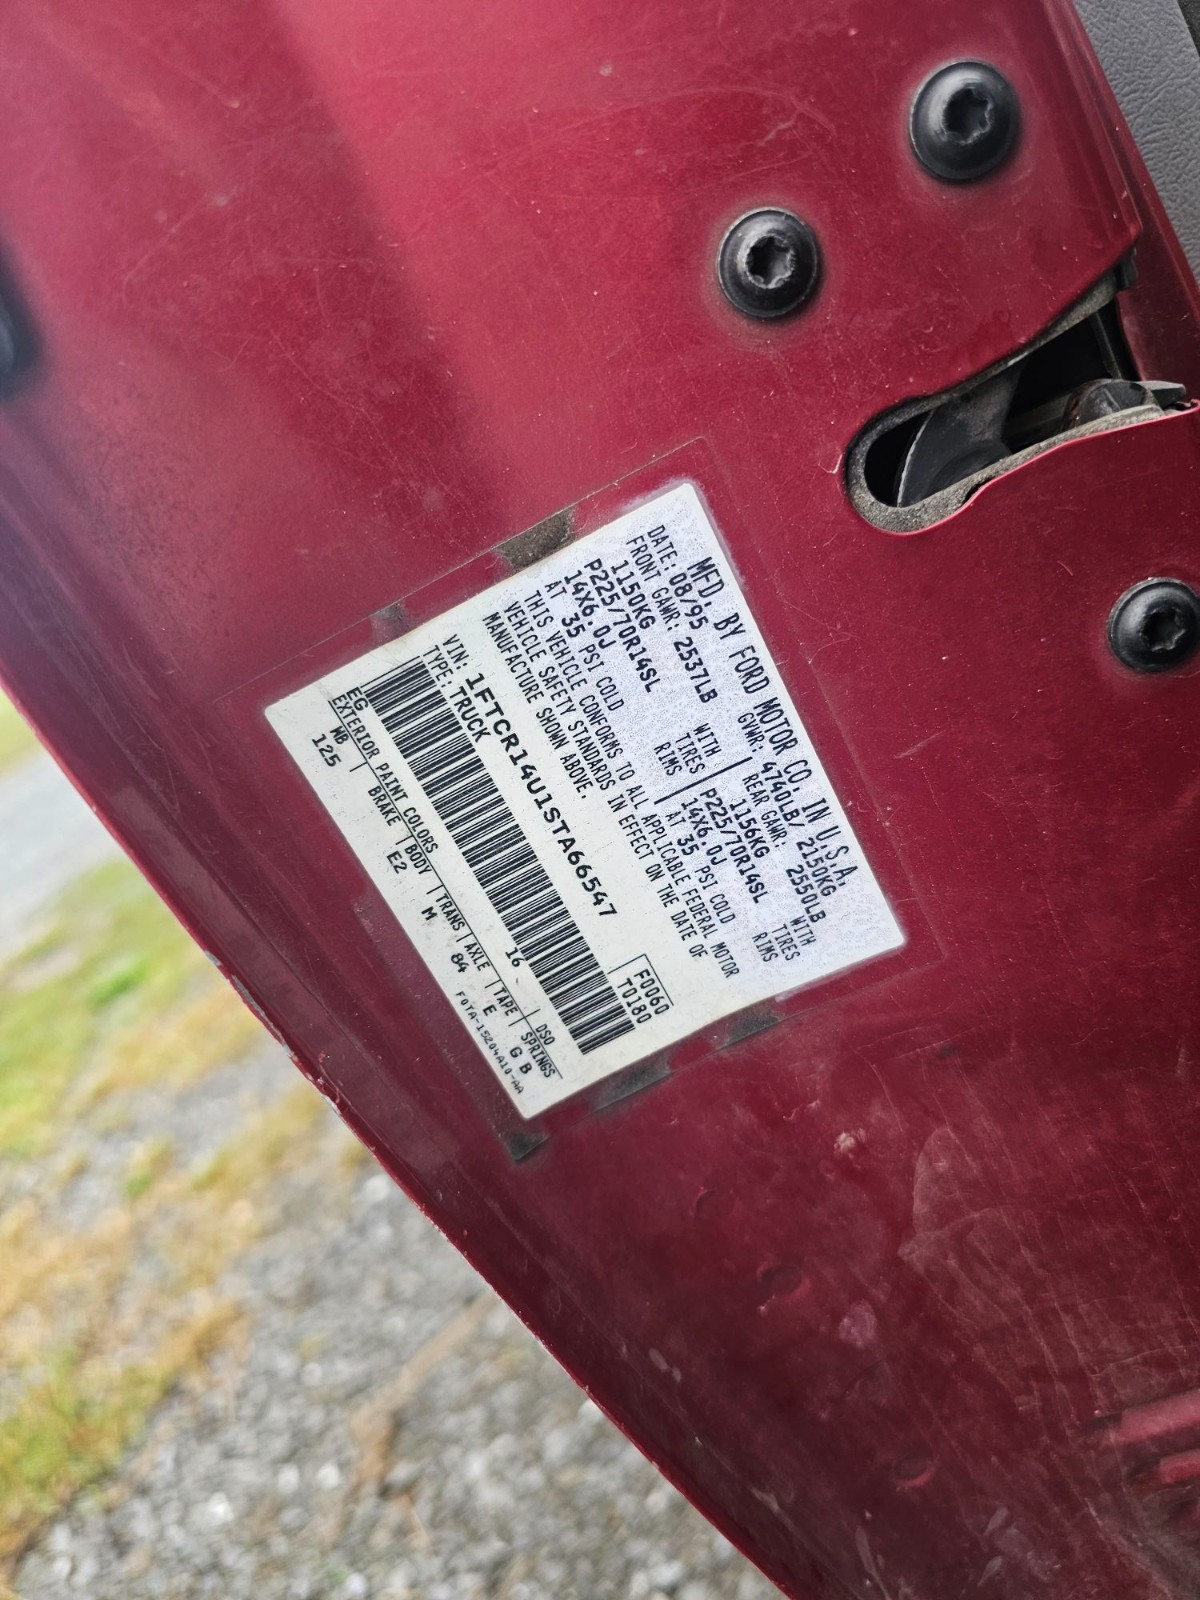 MFD. BY FORD MOTOR CO. IN U.S.A.
DATE: 08/95 GVWR: 4740LB/ 2150KG
FRONT GAWR: 2537LB REAR GAWR: 2550LB
1150KG WITH 1156KG WITH
P225/70R14SL TIRES P225/70R14SL TIRES
14X6.0J RIMS 14X6.0J RIMS
AT 35 PSI COLD AT 35 PSI COLD
THIS VEHICLE CONFORMS TO ALL APPLICABLE FEDERAL MOTOR
VEHICLE SAFETY STANDARDS IN EFFECT ON THE DATE OF
MANUFACTURE SHOWN ABOVE.
VIN: 1FTCR14U1STA66547
TYPE: TRUCK
F0060
T0180
EG 16
EXTERIOR PAINT COLORS DSO
WB BRAKE BODY TRANS AXLE TAPE SPRINGS
125 E2 M 84 E G B
F0TA-15204A10-AA